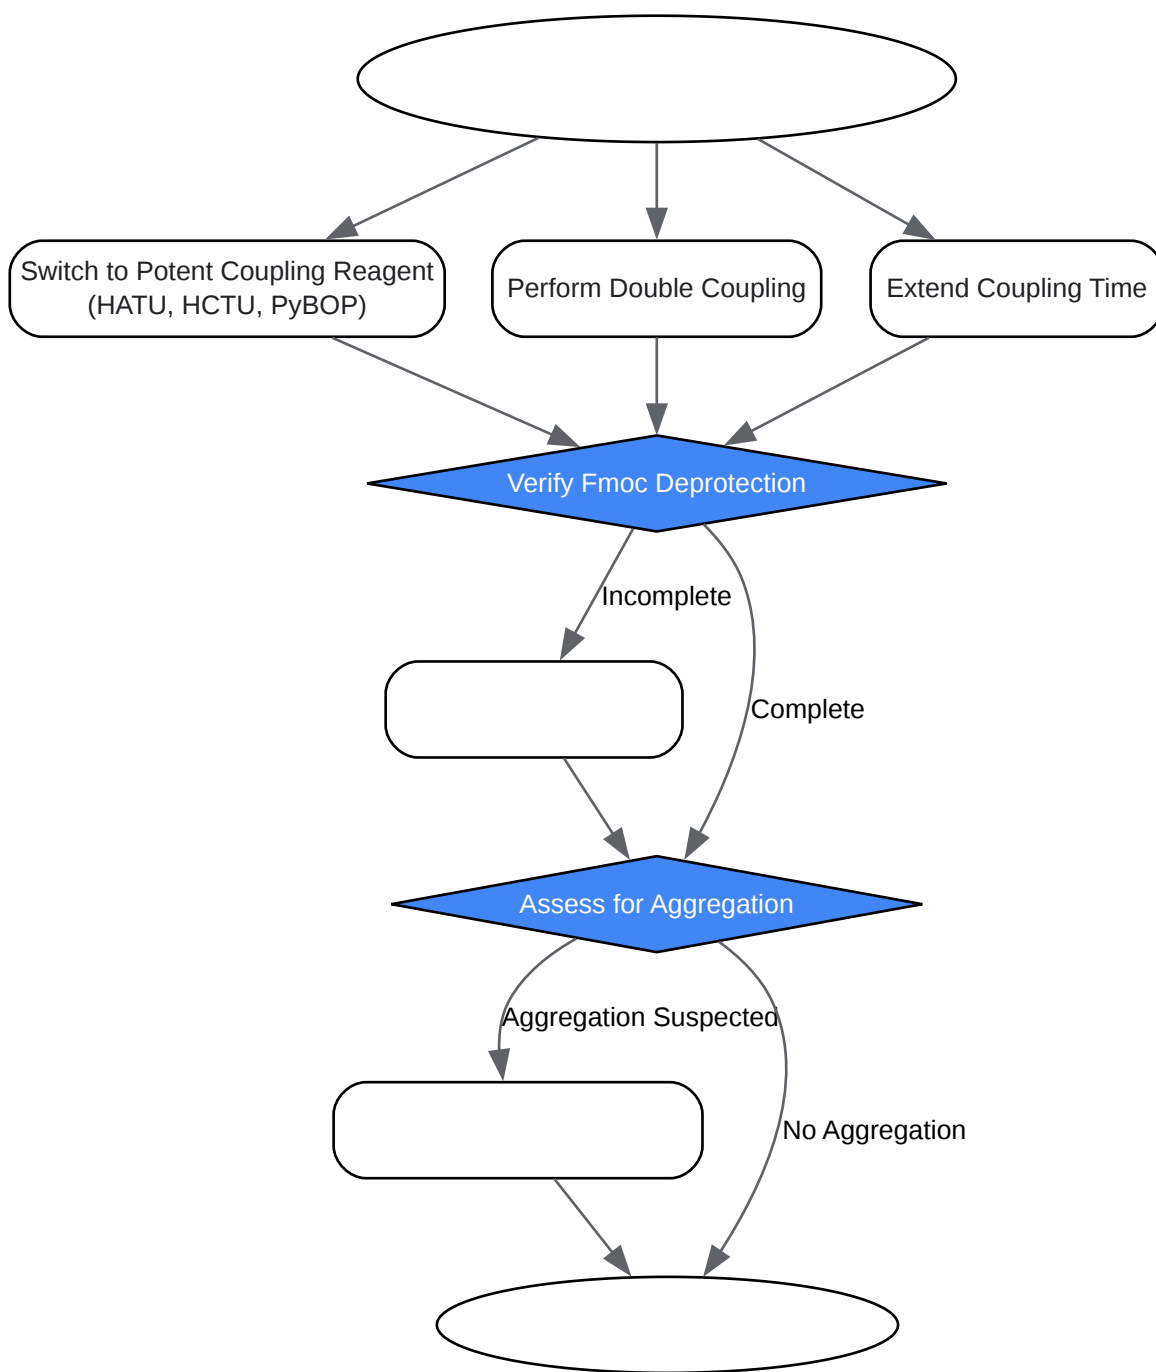 Switch to Potent Coupling Reagent
(HATU, HCTU, PyBOP)
Perform Double Coupling
Extend Coupling Time
Verify Fmoc Deprotection
Incomplete
Complete
Assess for Aggregation
Aggregation Suspected
No Aggregation